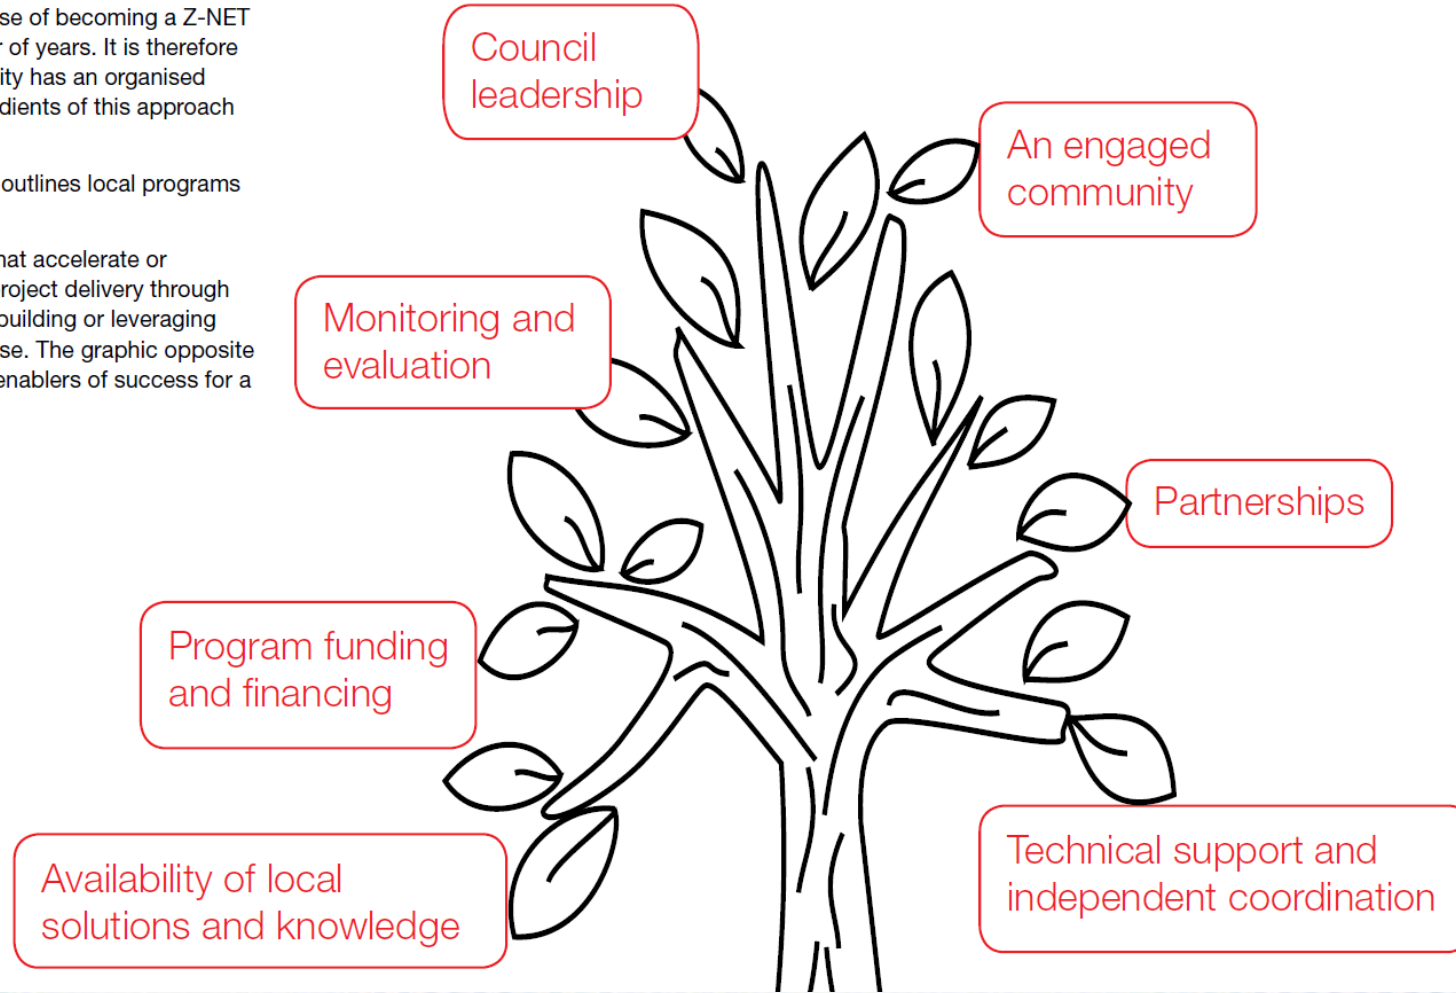 se of becoming a Z-NET
r of years. It is therefore
ity has an organised
dients of this approach
outlines local programs
hat accelerate or
roject delivery through
building or leveraging
se. The graphic opposite
enablers of success for a
Council
leadership
An engaged
community
Monitoring and
evaluation
Partnerships
Program funding
and financing
Technical support and
independent coordination
Availability of local
solutions and knowledge